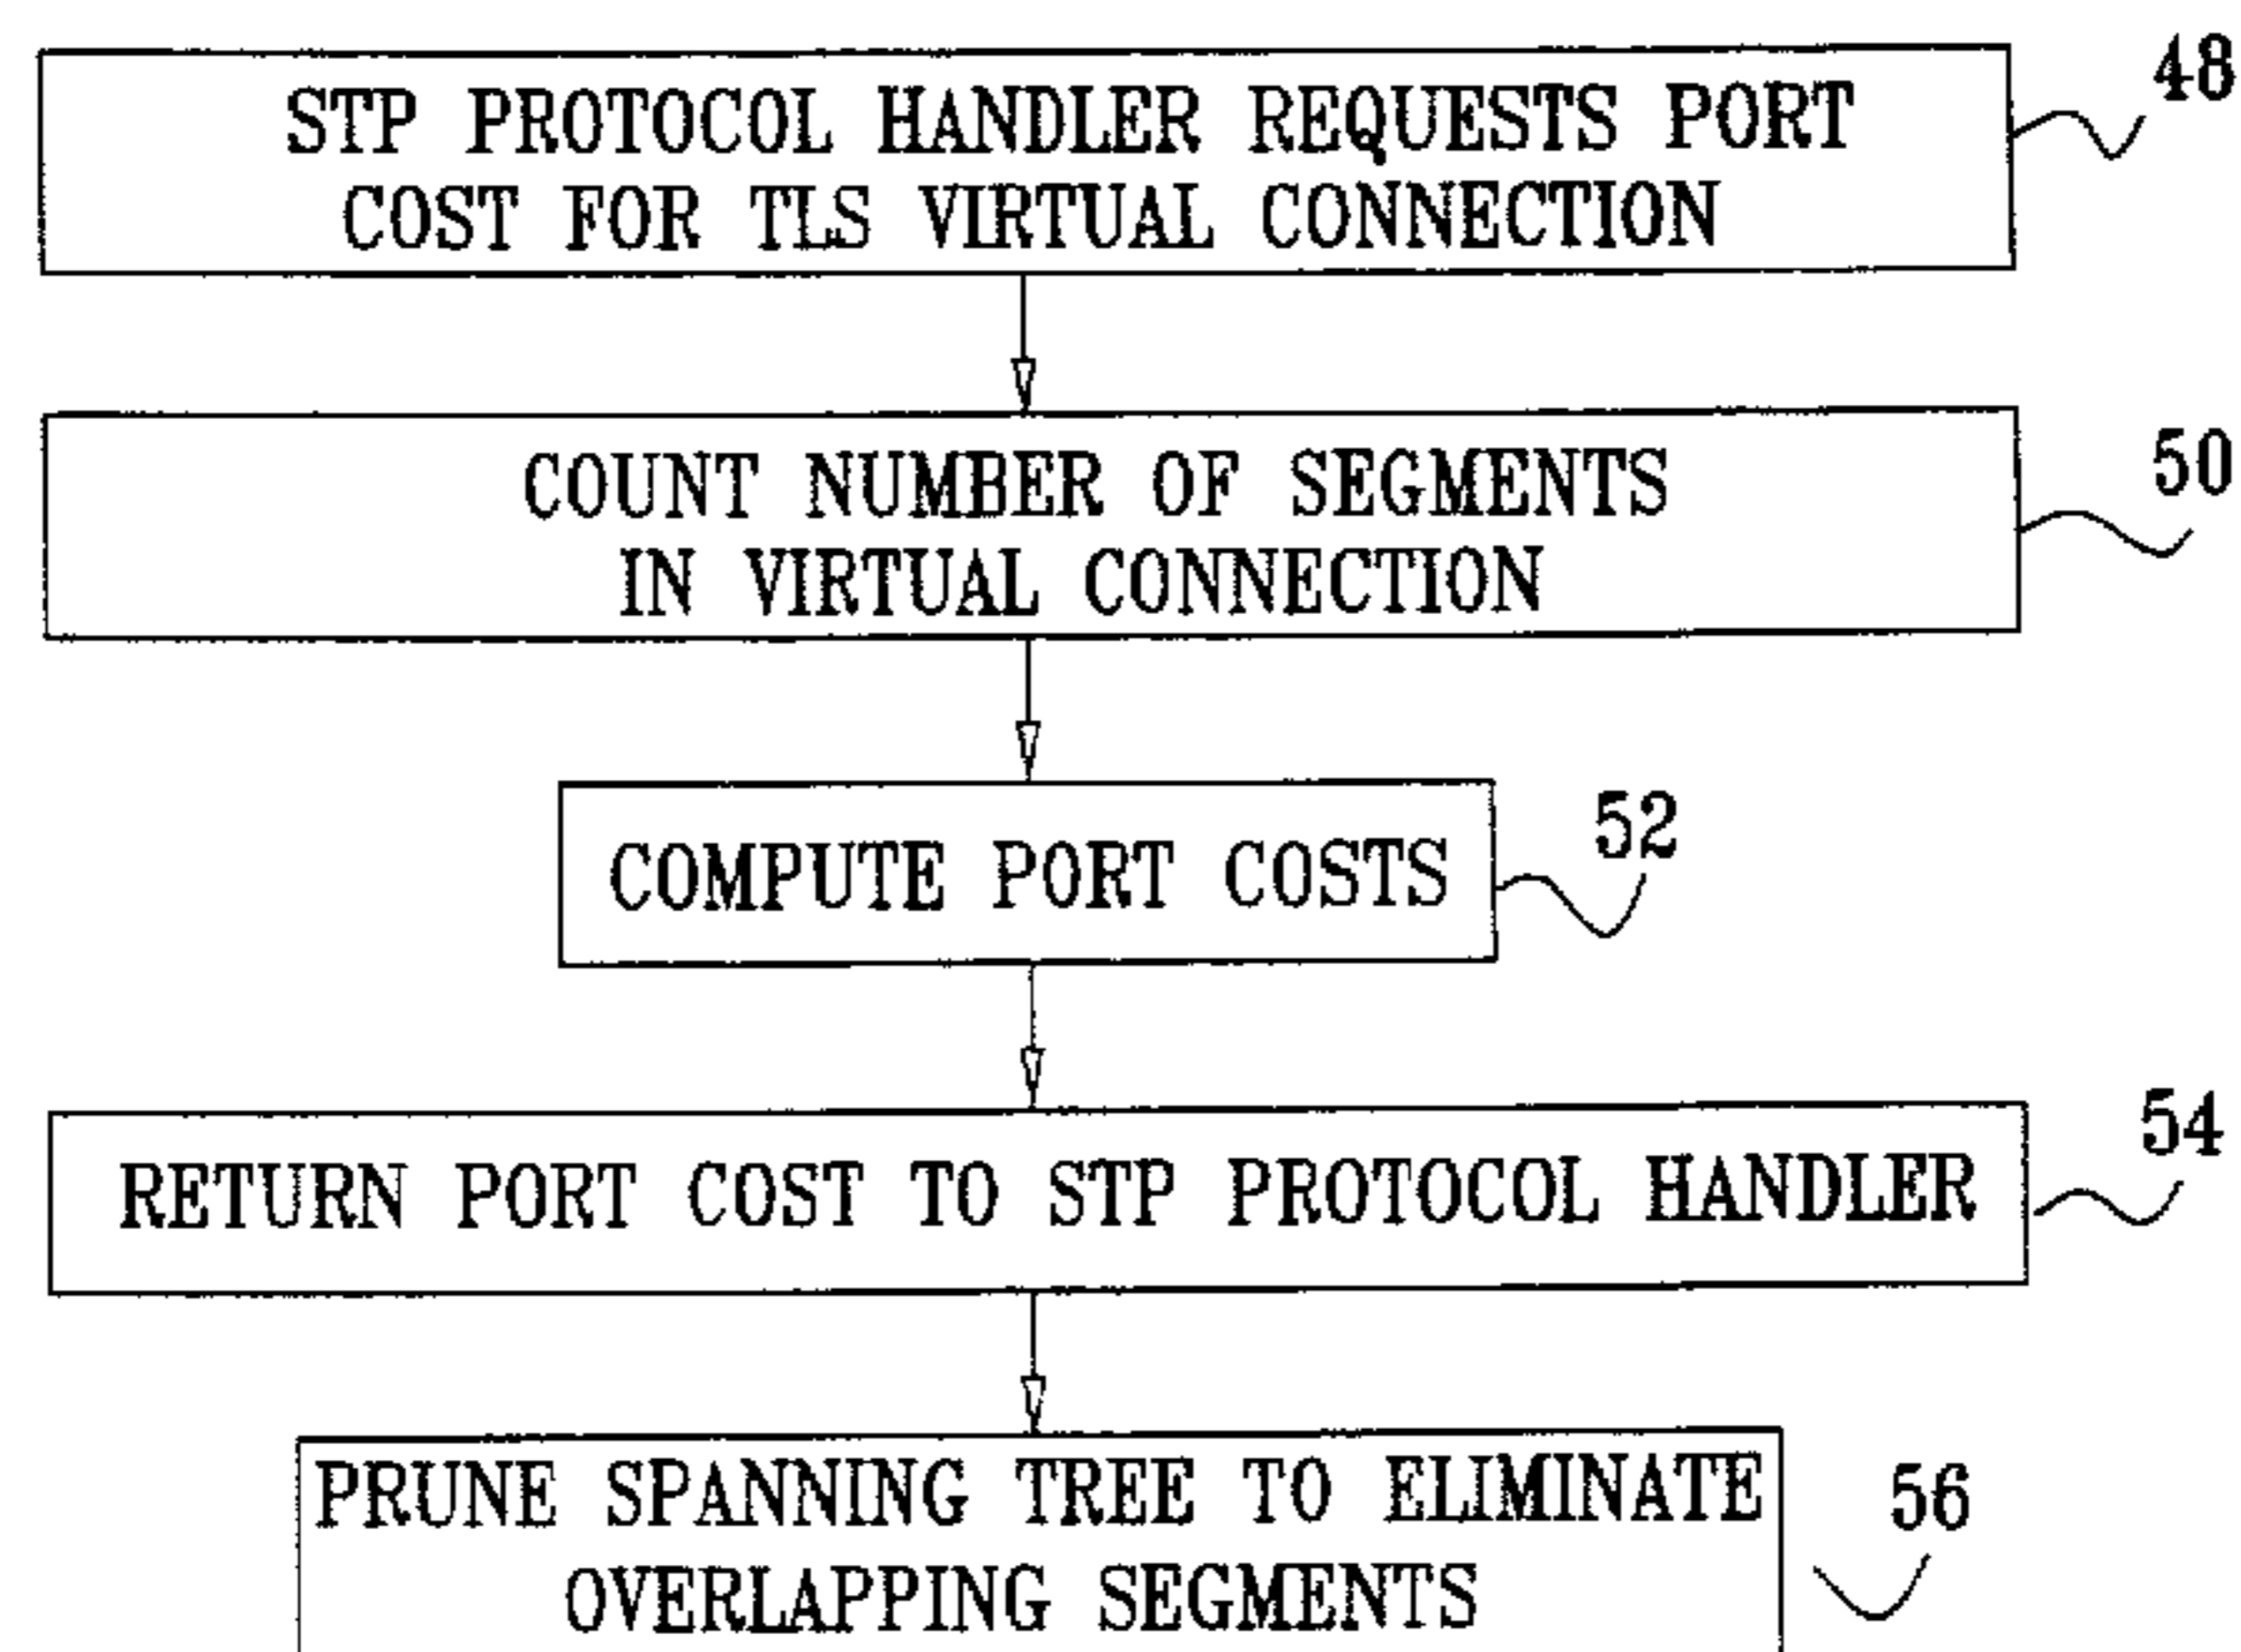 STP PROTOCOL HANDLER REQUESTS PORT
COST FOR TLS VIRTUAL CONNECTION
48
COUNT NUMBER OF SEGMENTS
IN VIRTUAL CONNECTION
50
COMPUTE PORT COSTS
52
RETURN PORT COST TO STP PROTOCOL HANDLER
54
PRUNE SPANNING TREE TO ELIMINATE
OVERLAPPING SEGMENTS
56